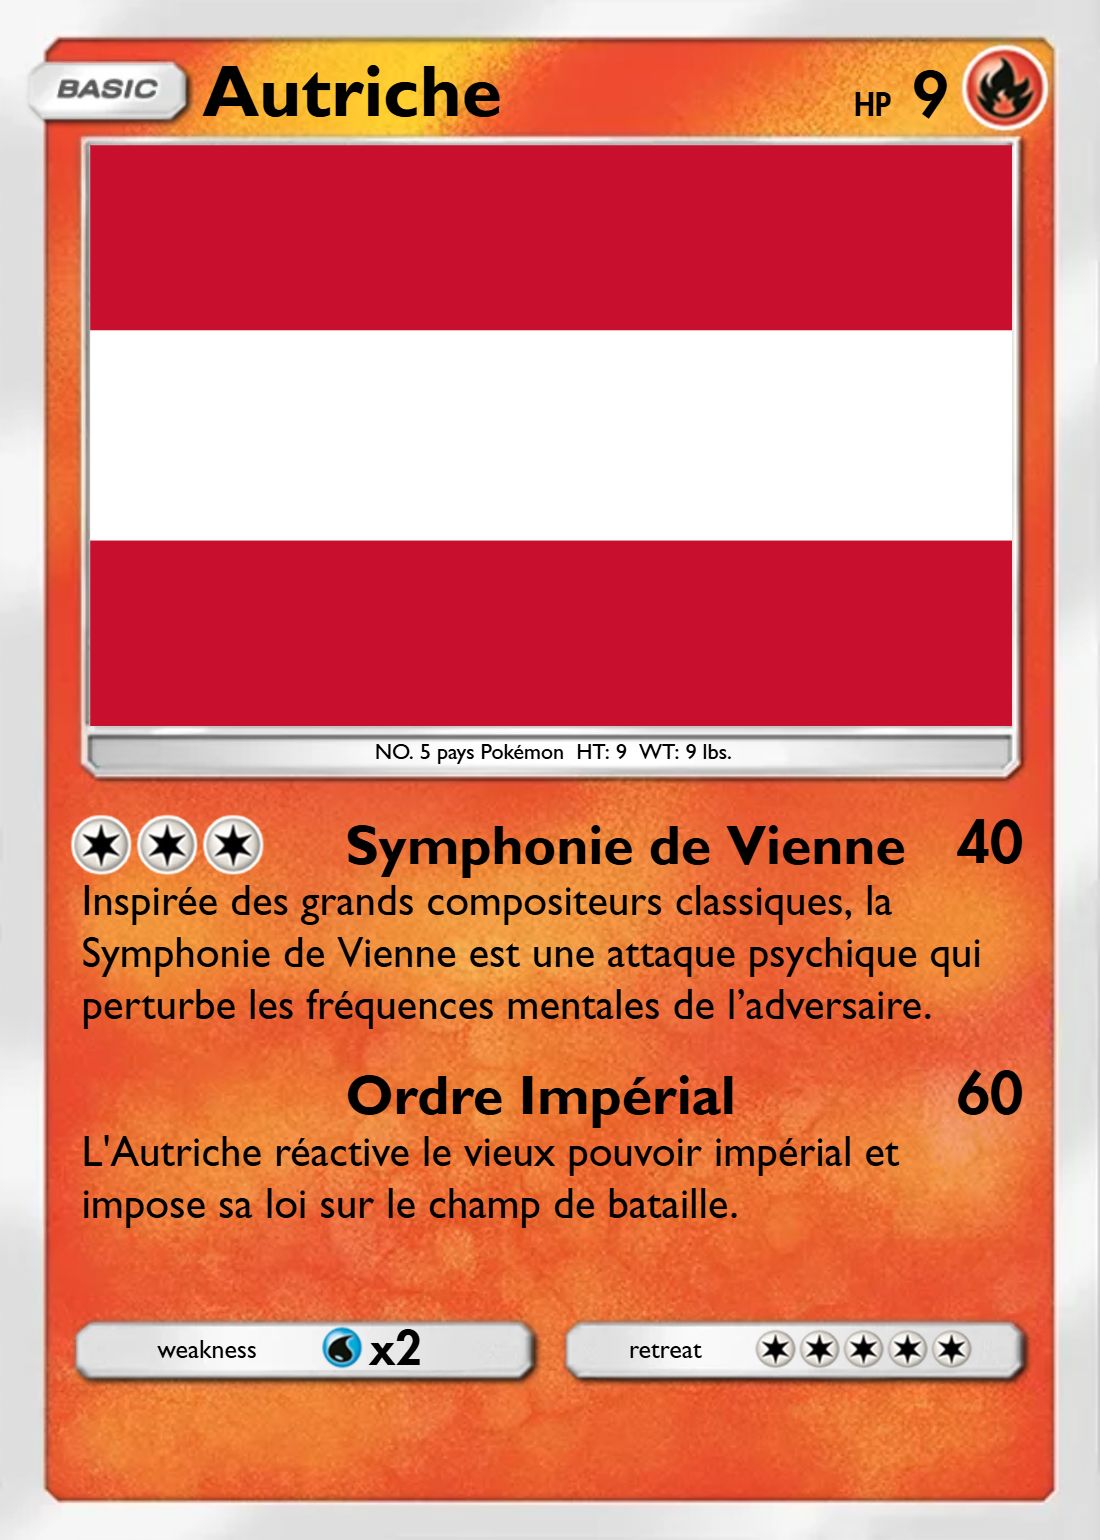 BASIC Autriche HP 9
NO. 5 pays Pokémon HT: 9 WT: 9 lbs.
Symphonie de Vienne 40
Inspirée des grands compositeurs classiques, la
Symphonie de Vienne est une attaque psychique qui
perturbe les fréquences mentales de l’adversaire.
Ordre Impérial 60
L'Autriche réactive le vieux pouvoir impérial et
impose sa loi sur le champ de bataille.
weakness x2 retreat